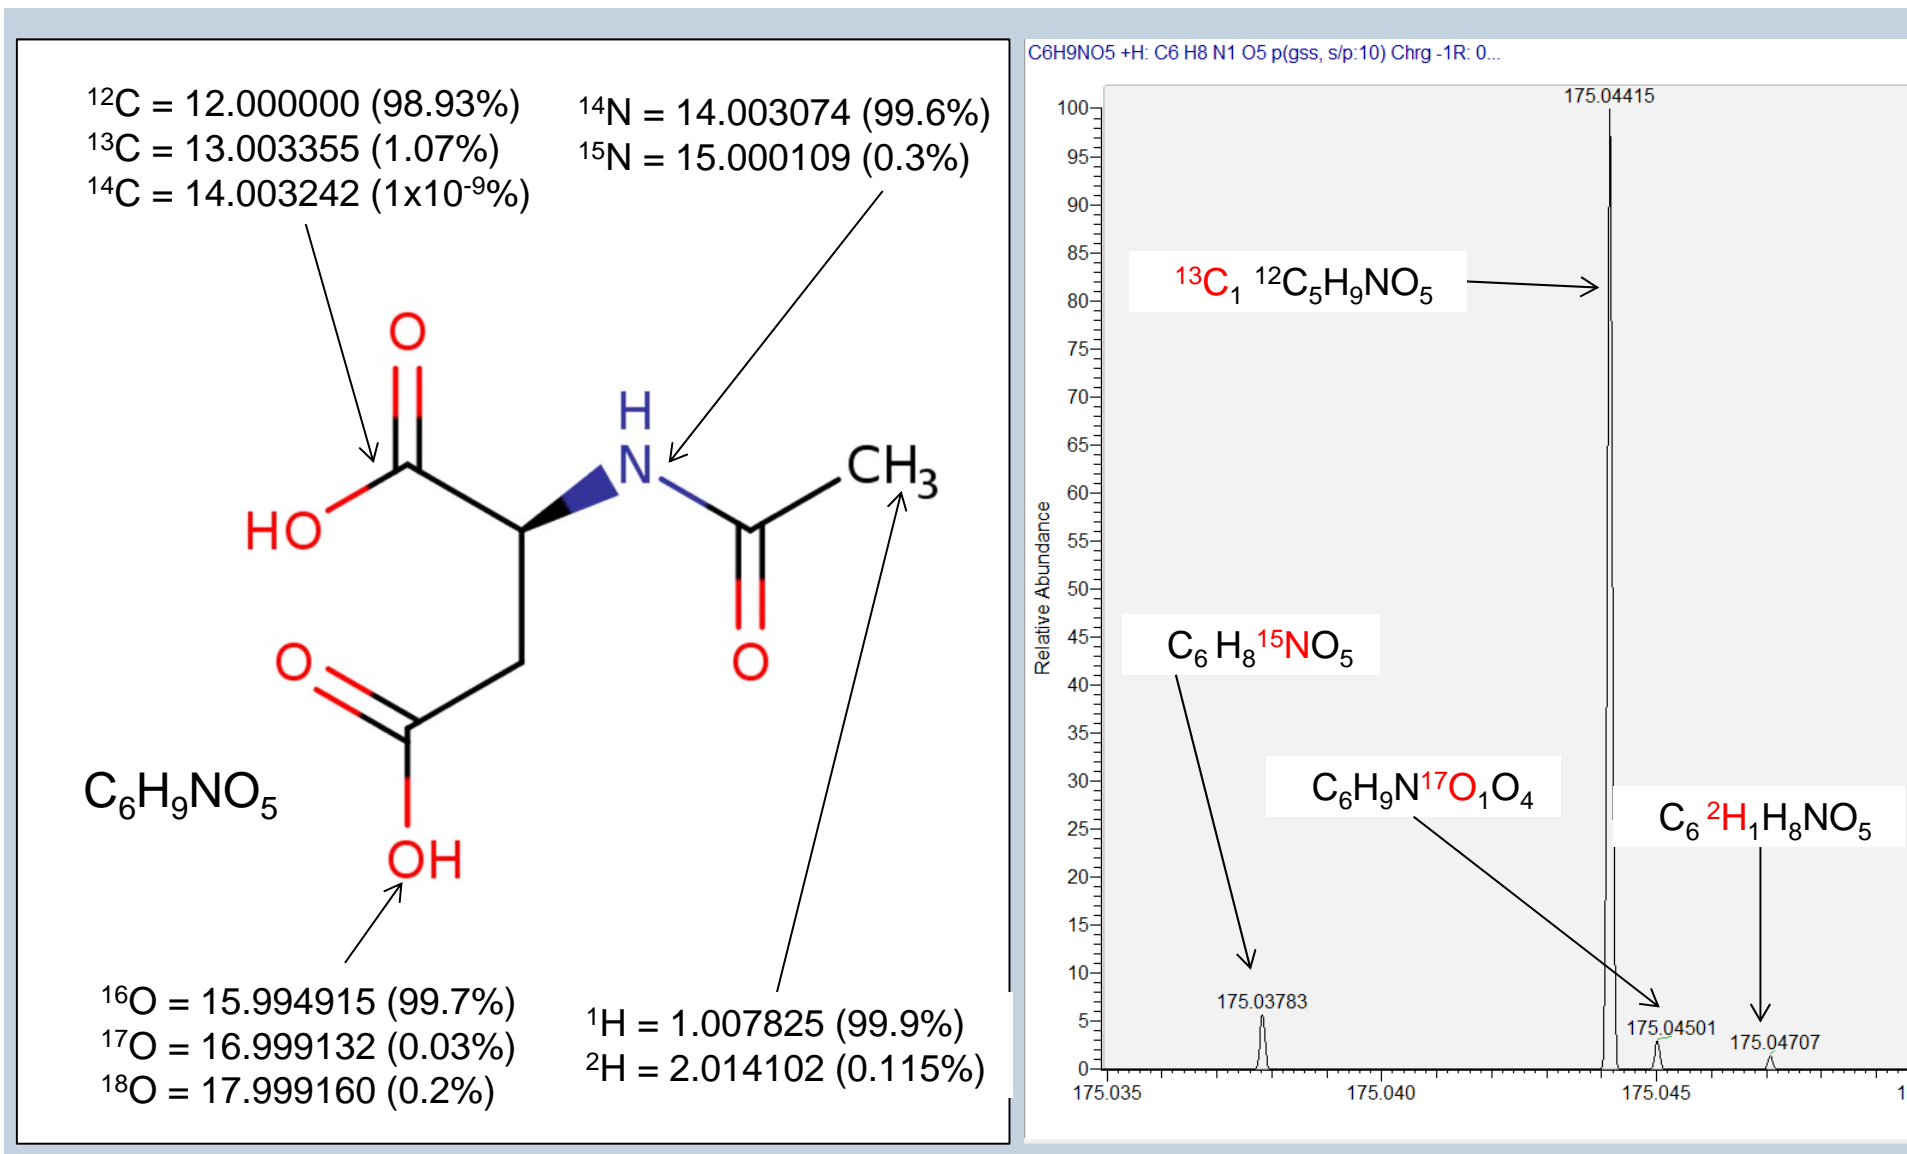 ¹²C = 12.000000 (98.93%)
¹³C = 13.003355 (1.07%)
¹⁴C = 14.003242 (1x10⁻⁹%)
¹⁴N = 14.003074 (99.6%)
¹⁵N = 15.000109 (0.3%)
O
H
N
CH₃
HO
O
O
C₆H₉NO₅
OH
¹⁶O = 15.994915 (99.7%)
¹⁷O = 16.999132 (0.03%)
¹⁸O = 17.999160 (0.2%)
¹H = 1.007825 (99.9%)
²H = 2.014102 (0.115%)
C6H9NO5 +H: C6 H8 N1 O5 p(gss, s/p:10) Chrg -1R: 0...
175.04415
¹³C₁ ¹²C₅H₉NO₅
C₆ H₈¹⁵NO₅
C₆H₉N¹⁷O₁O₄
C₆ ²H₁H₈NO₅
175.03783
175.04501
175.04707
Relative Abundance
100
95
90
85
80
75
70
65
60
55
50
45
40
35
30
25
20
15
10
5
0
175.035
175.040
175.045
1